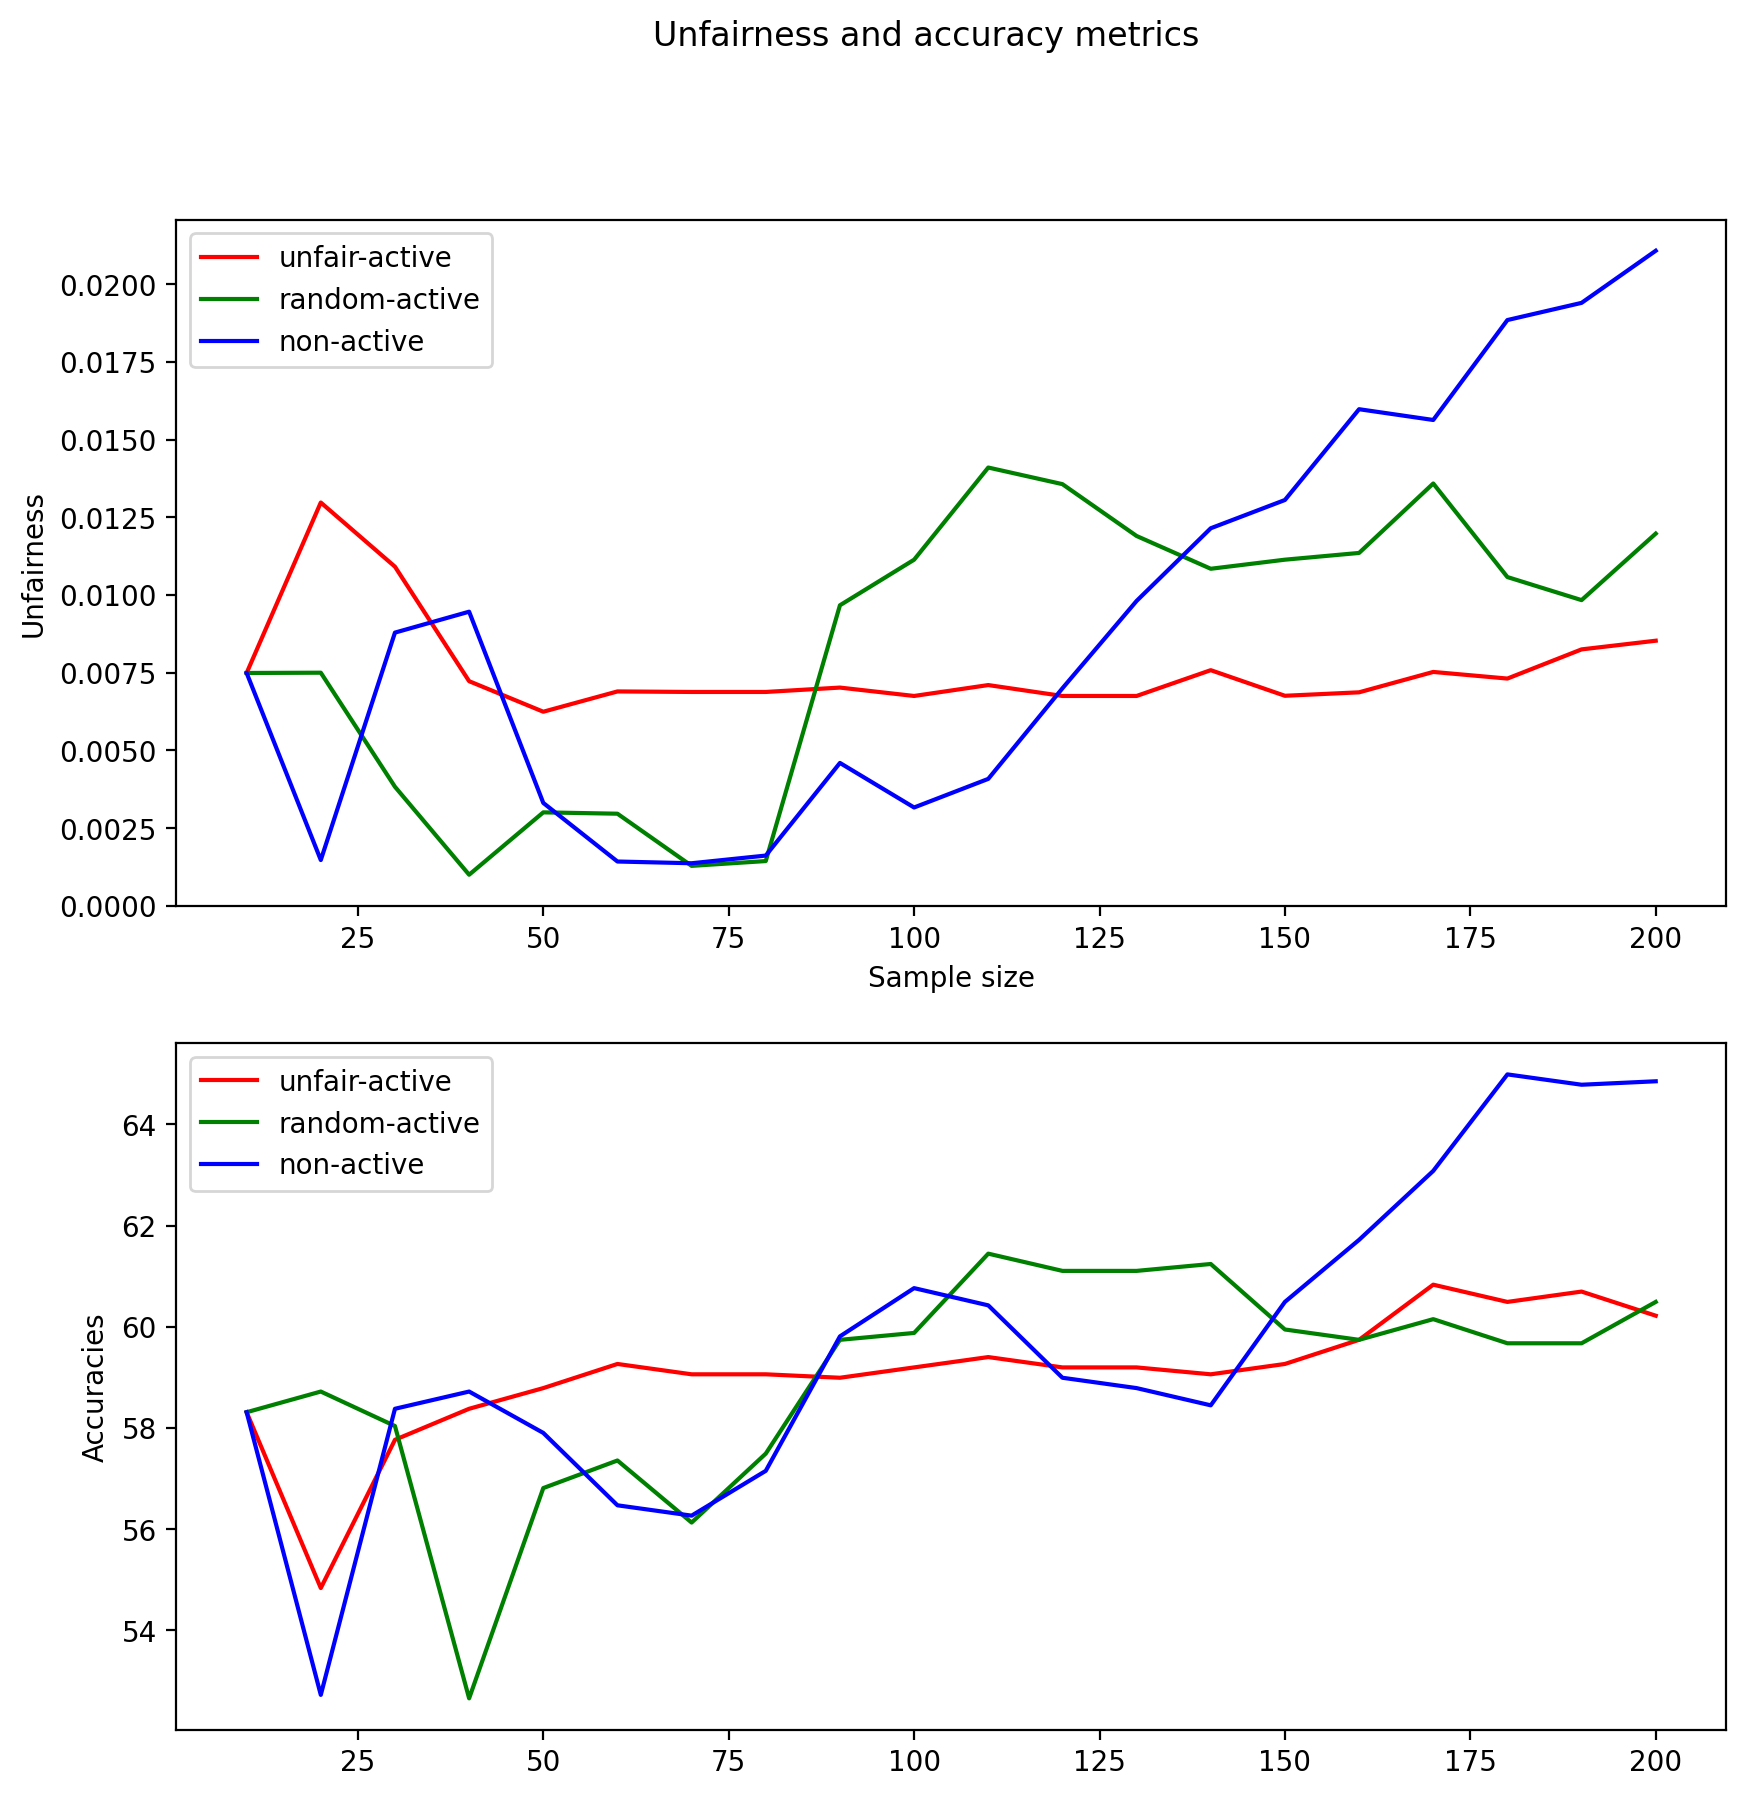 Unfairness and accuracy metrics
unfair-active
random-active
non-active
0.0200
0.0175
0.0150
0.0125
0.0100
0.0075
0.0050
0.0025
0.0000
Unfairness
25 50 75 100 125 150 175 200
Sample size
unfair-active
random-active
non-active
64
62
60
58
56
54
Accuracies
25 50 75 100 125 150 175 200